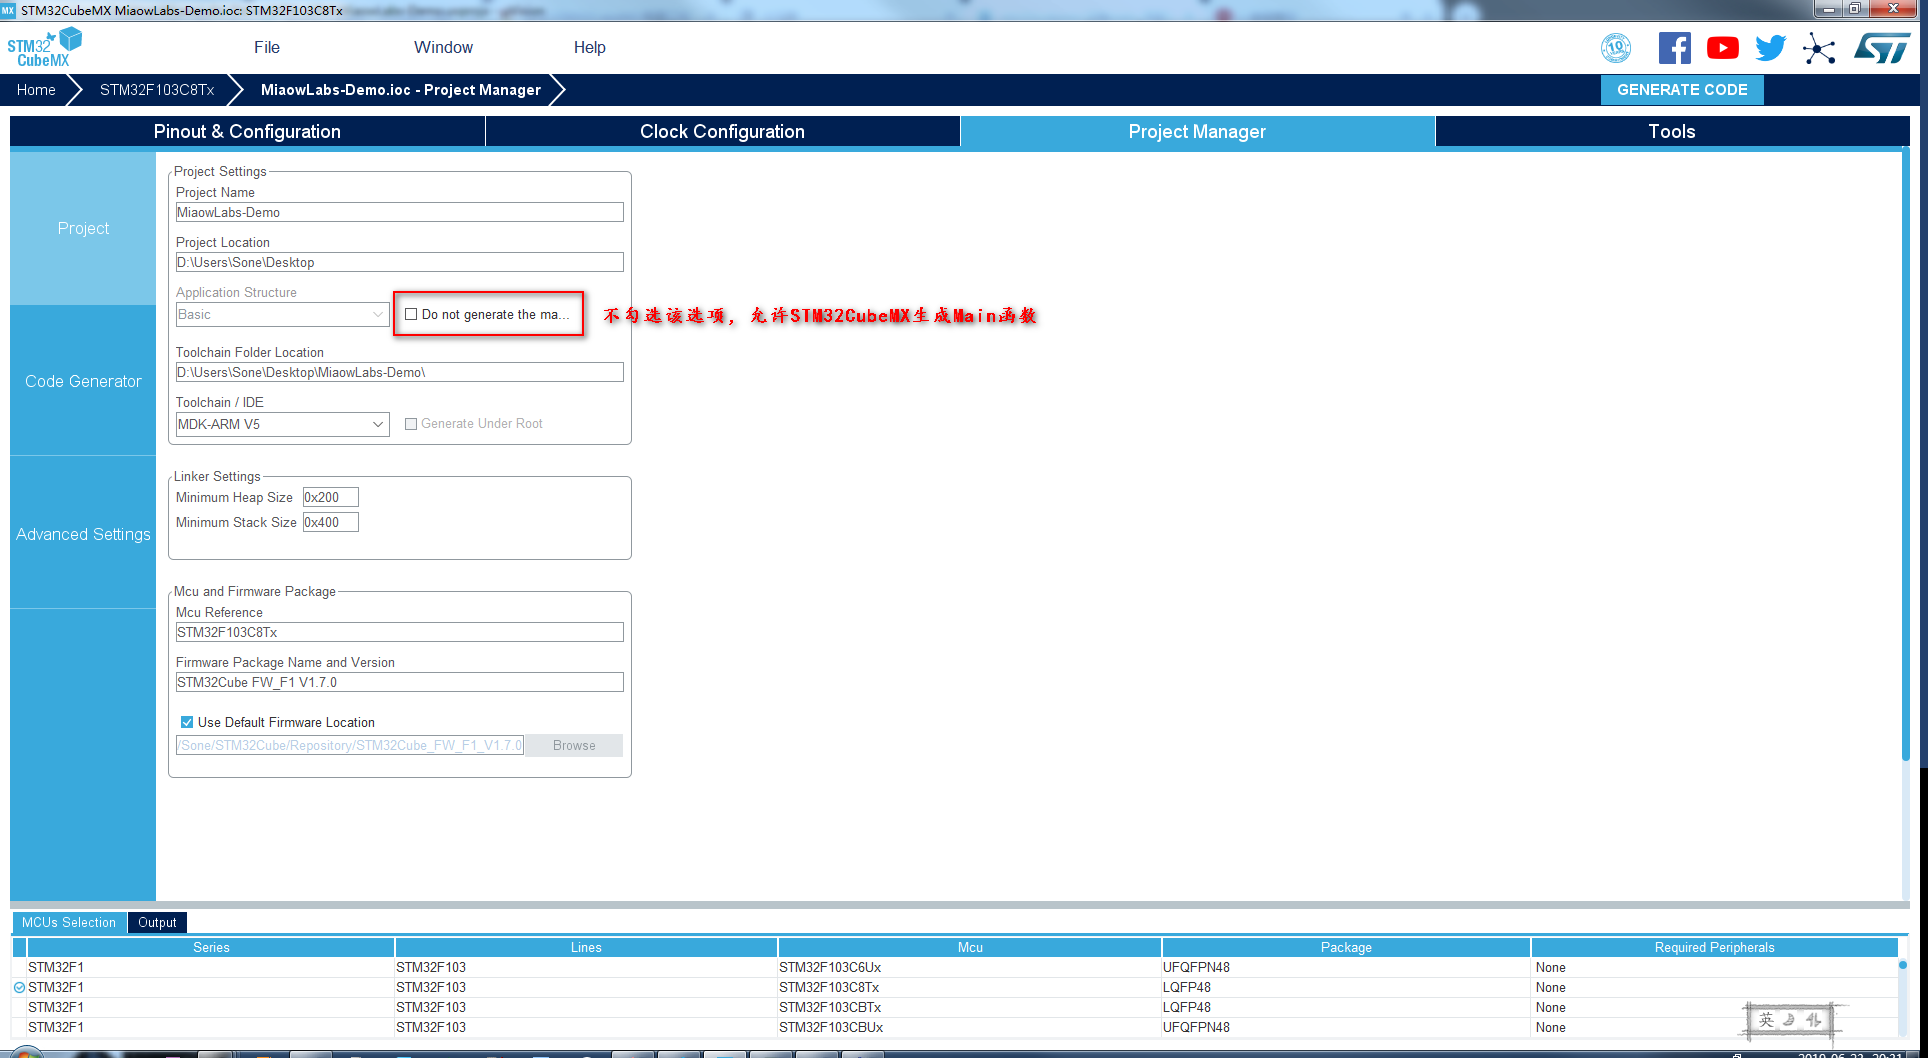 MX STM32CubeMX MiaowLabs-Demo.ioc: STM32F103C8Tx
STM32 CubeMX
File Window Help
10
ST
Home STM32F103C8Tx MiaowLabs-Demo.ioc - Project Manager GENERATE CODE
Pinout & Configuration Clock Configuration Project Manager Tools
Project
Code Generator
Advanced Settings
Project Settings
Project Name
MiaowLabs-Demo
Project Location
D:\Users\Sone\Desktop
Application Structure
Basic Do not generate the ma... 不勾选该选项，允许STM32CubeMX生成Main函数
Toolchain Folder Location
D:\Users\Sone\Desktop\MiaowLabs-Demo\
Toolchain / IDE
MDK-ARM V5 Generate Under Root
Linker Settings
Minimum Heap Size 0x200
Minimum Stack Size 0x400
Mcu and Firmware Package
Mcu Reference
STM32F103C8Tx
Firmware Package Name and Version
STM32Cube FW_F1 V1.7.0
Use Default Firmware Location
/Sone/STM32Cube/Repository/STM32Cube_FW_F1_V1.7.0 Browse
MCUs Selection Output
Series Lines Mcu Package Required Peripherals
STM32F1 STM32F103 STM32F103C6Ux UFQFPN48 None
STM32F1 STM32F103 STM32F103C8Tx LQFP48 None
STM32F1 STM32F103 STM32F103CBTx LQFP48 None
STM32F1 STM32F103 STM32F103CBUx UFQFPN48 None
英